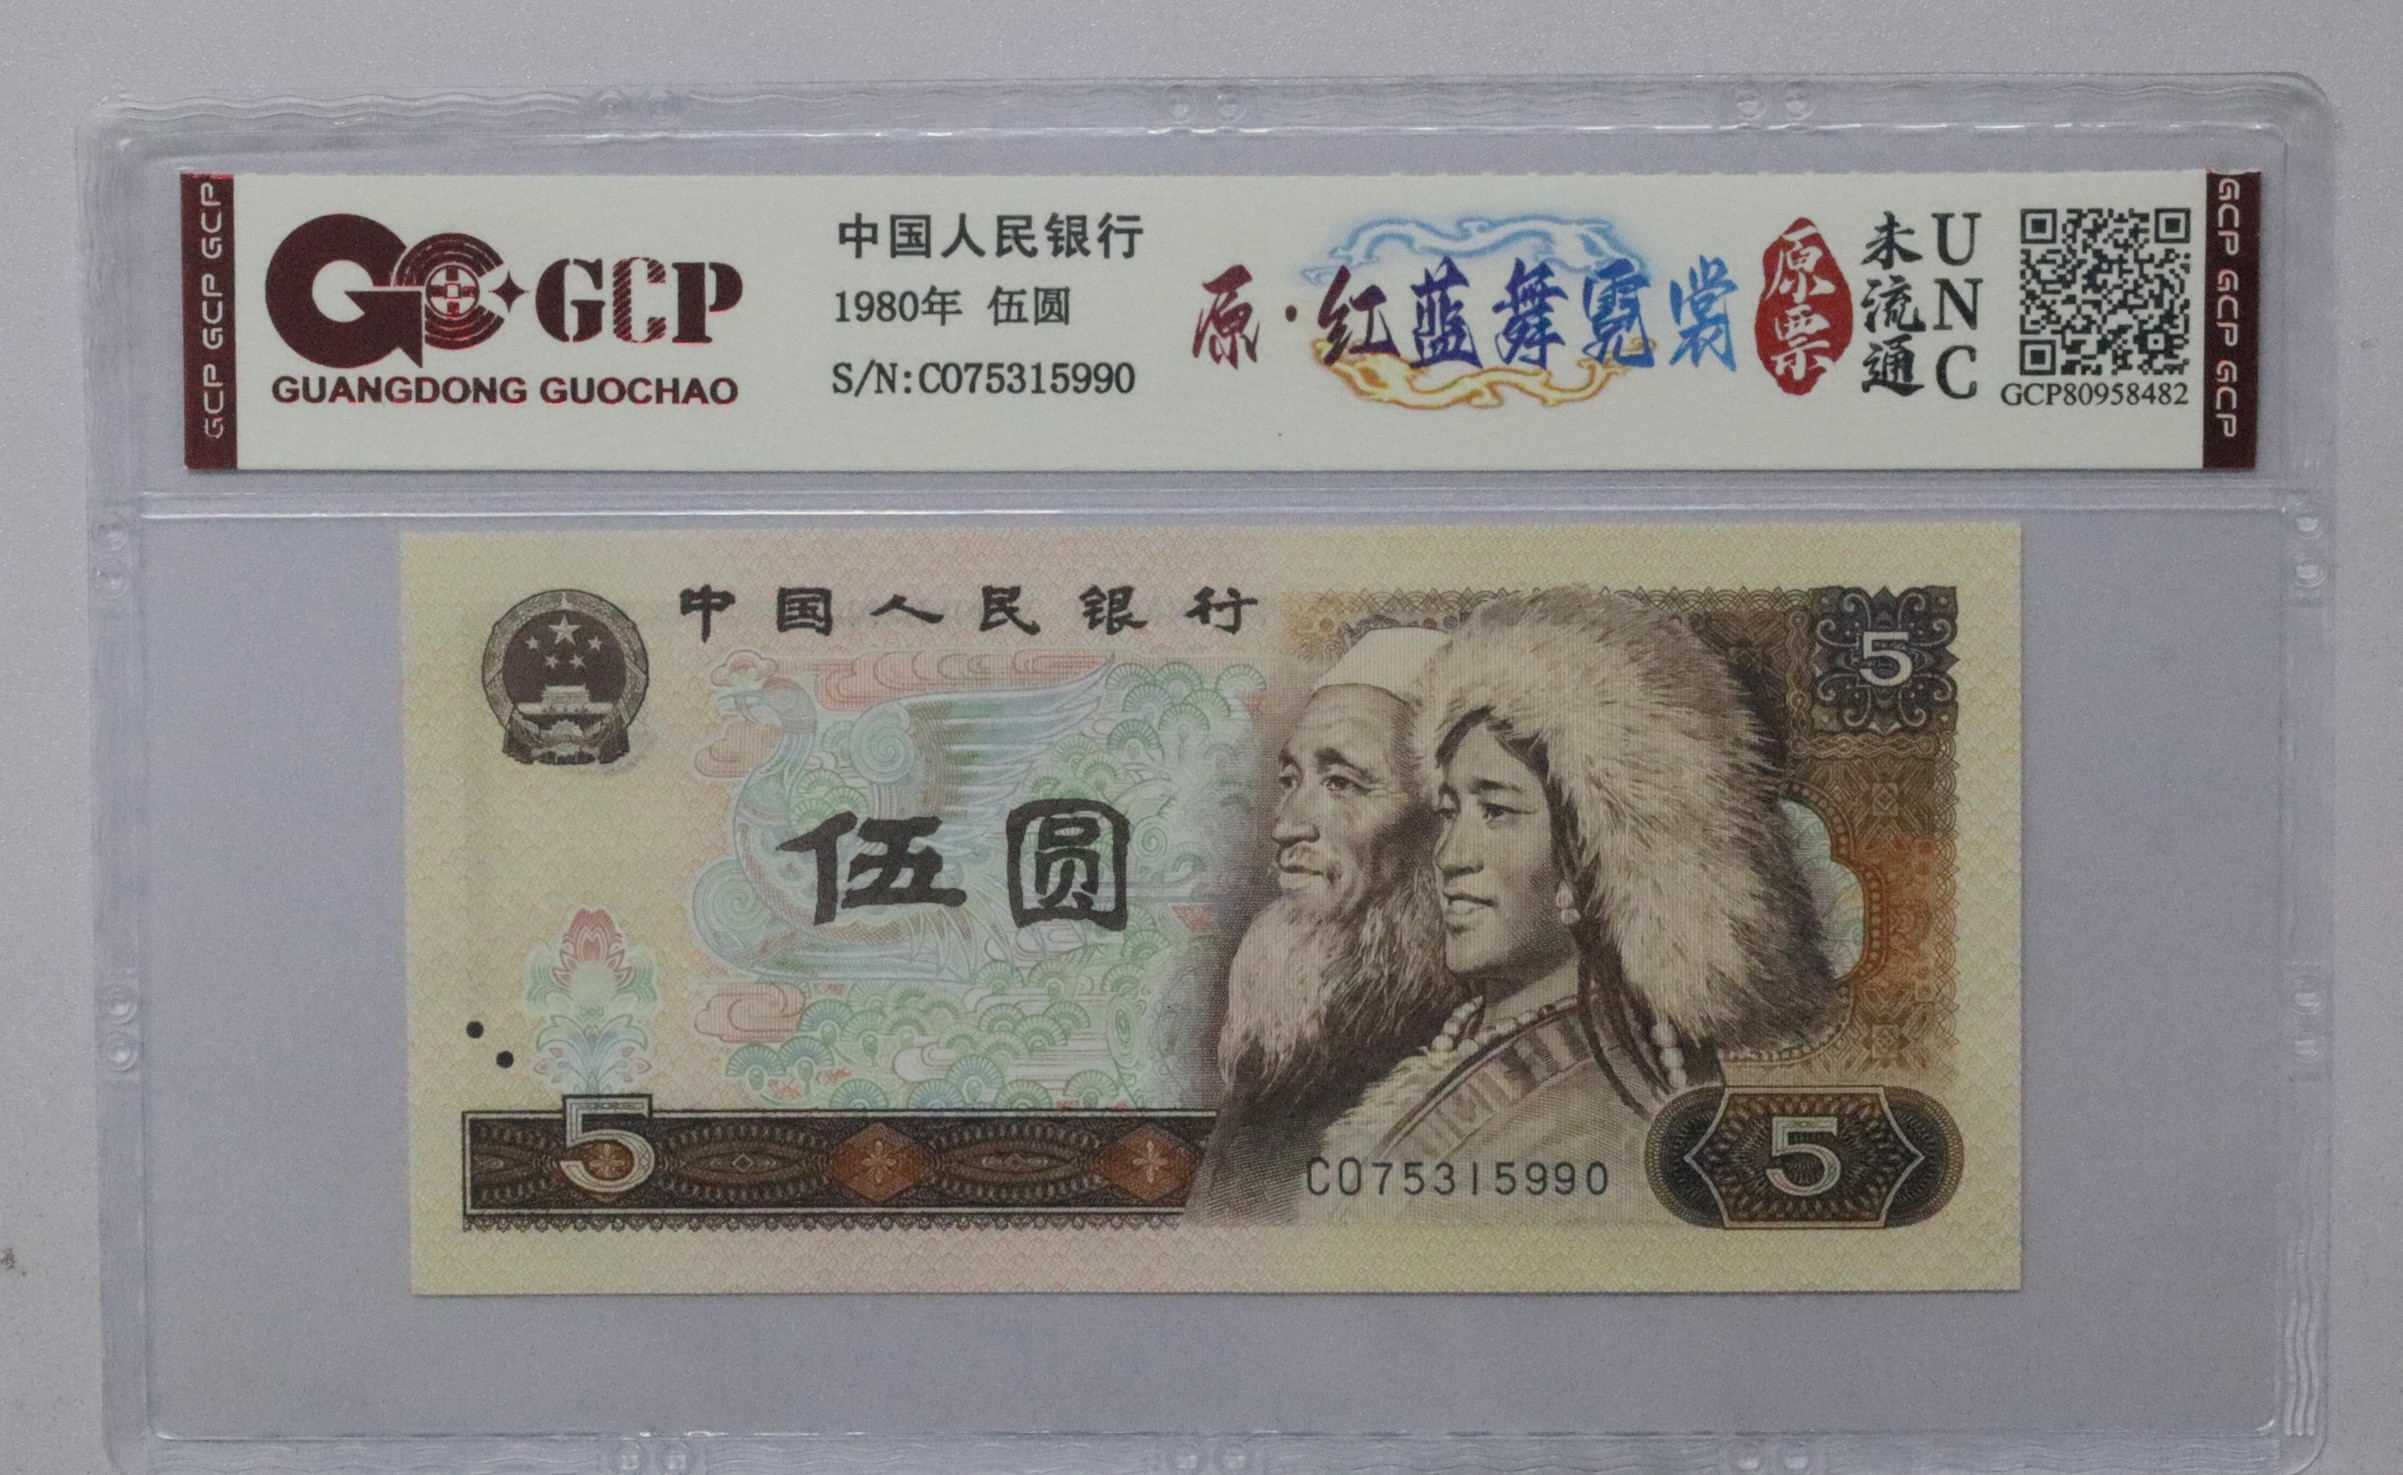 GCP GCP GCP
GCP
GUANGDONG GUOCHAO
中国人民银行
1980年 伍圆
S/N:CO75315990
原·红蓝舞霓裳
原票
未流通
UNC
GCP80958482
GCP GCP GCP
中国人民银行
5
伍圆
5
CO75315990
5